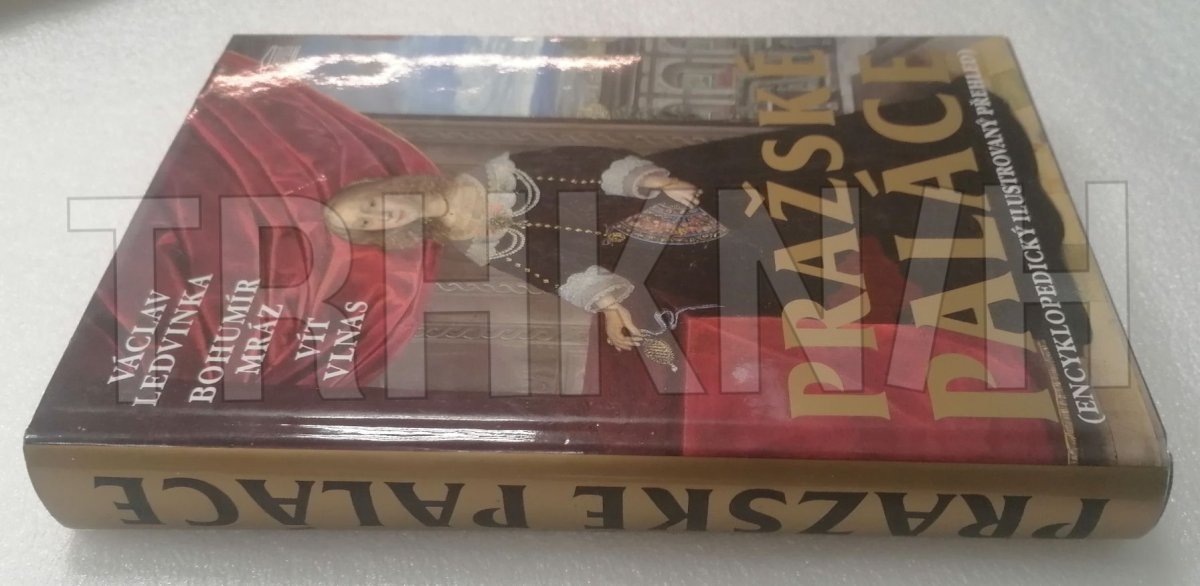 VÁCLAV
LEDVINKA
BOHUMÍR
MRÁZ
VÍT
VLNAS
PRAŽSKÉ
PALÁCE
(ENCYKLOPEDICKÝ ILUSTROVANÝ PŘEHLED)
PRAŽSKÉ PALÁCE
TRHKNIH